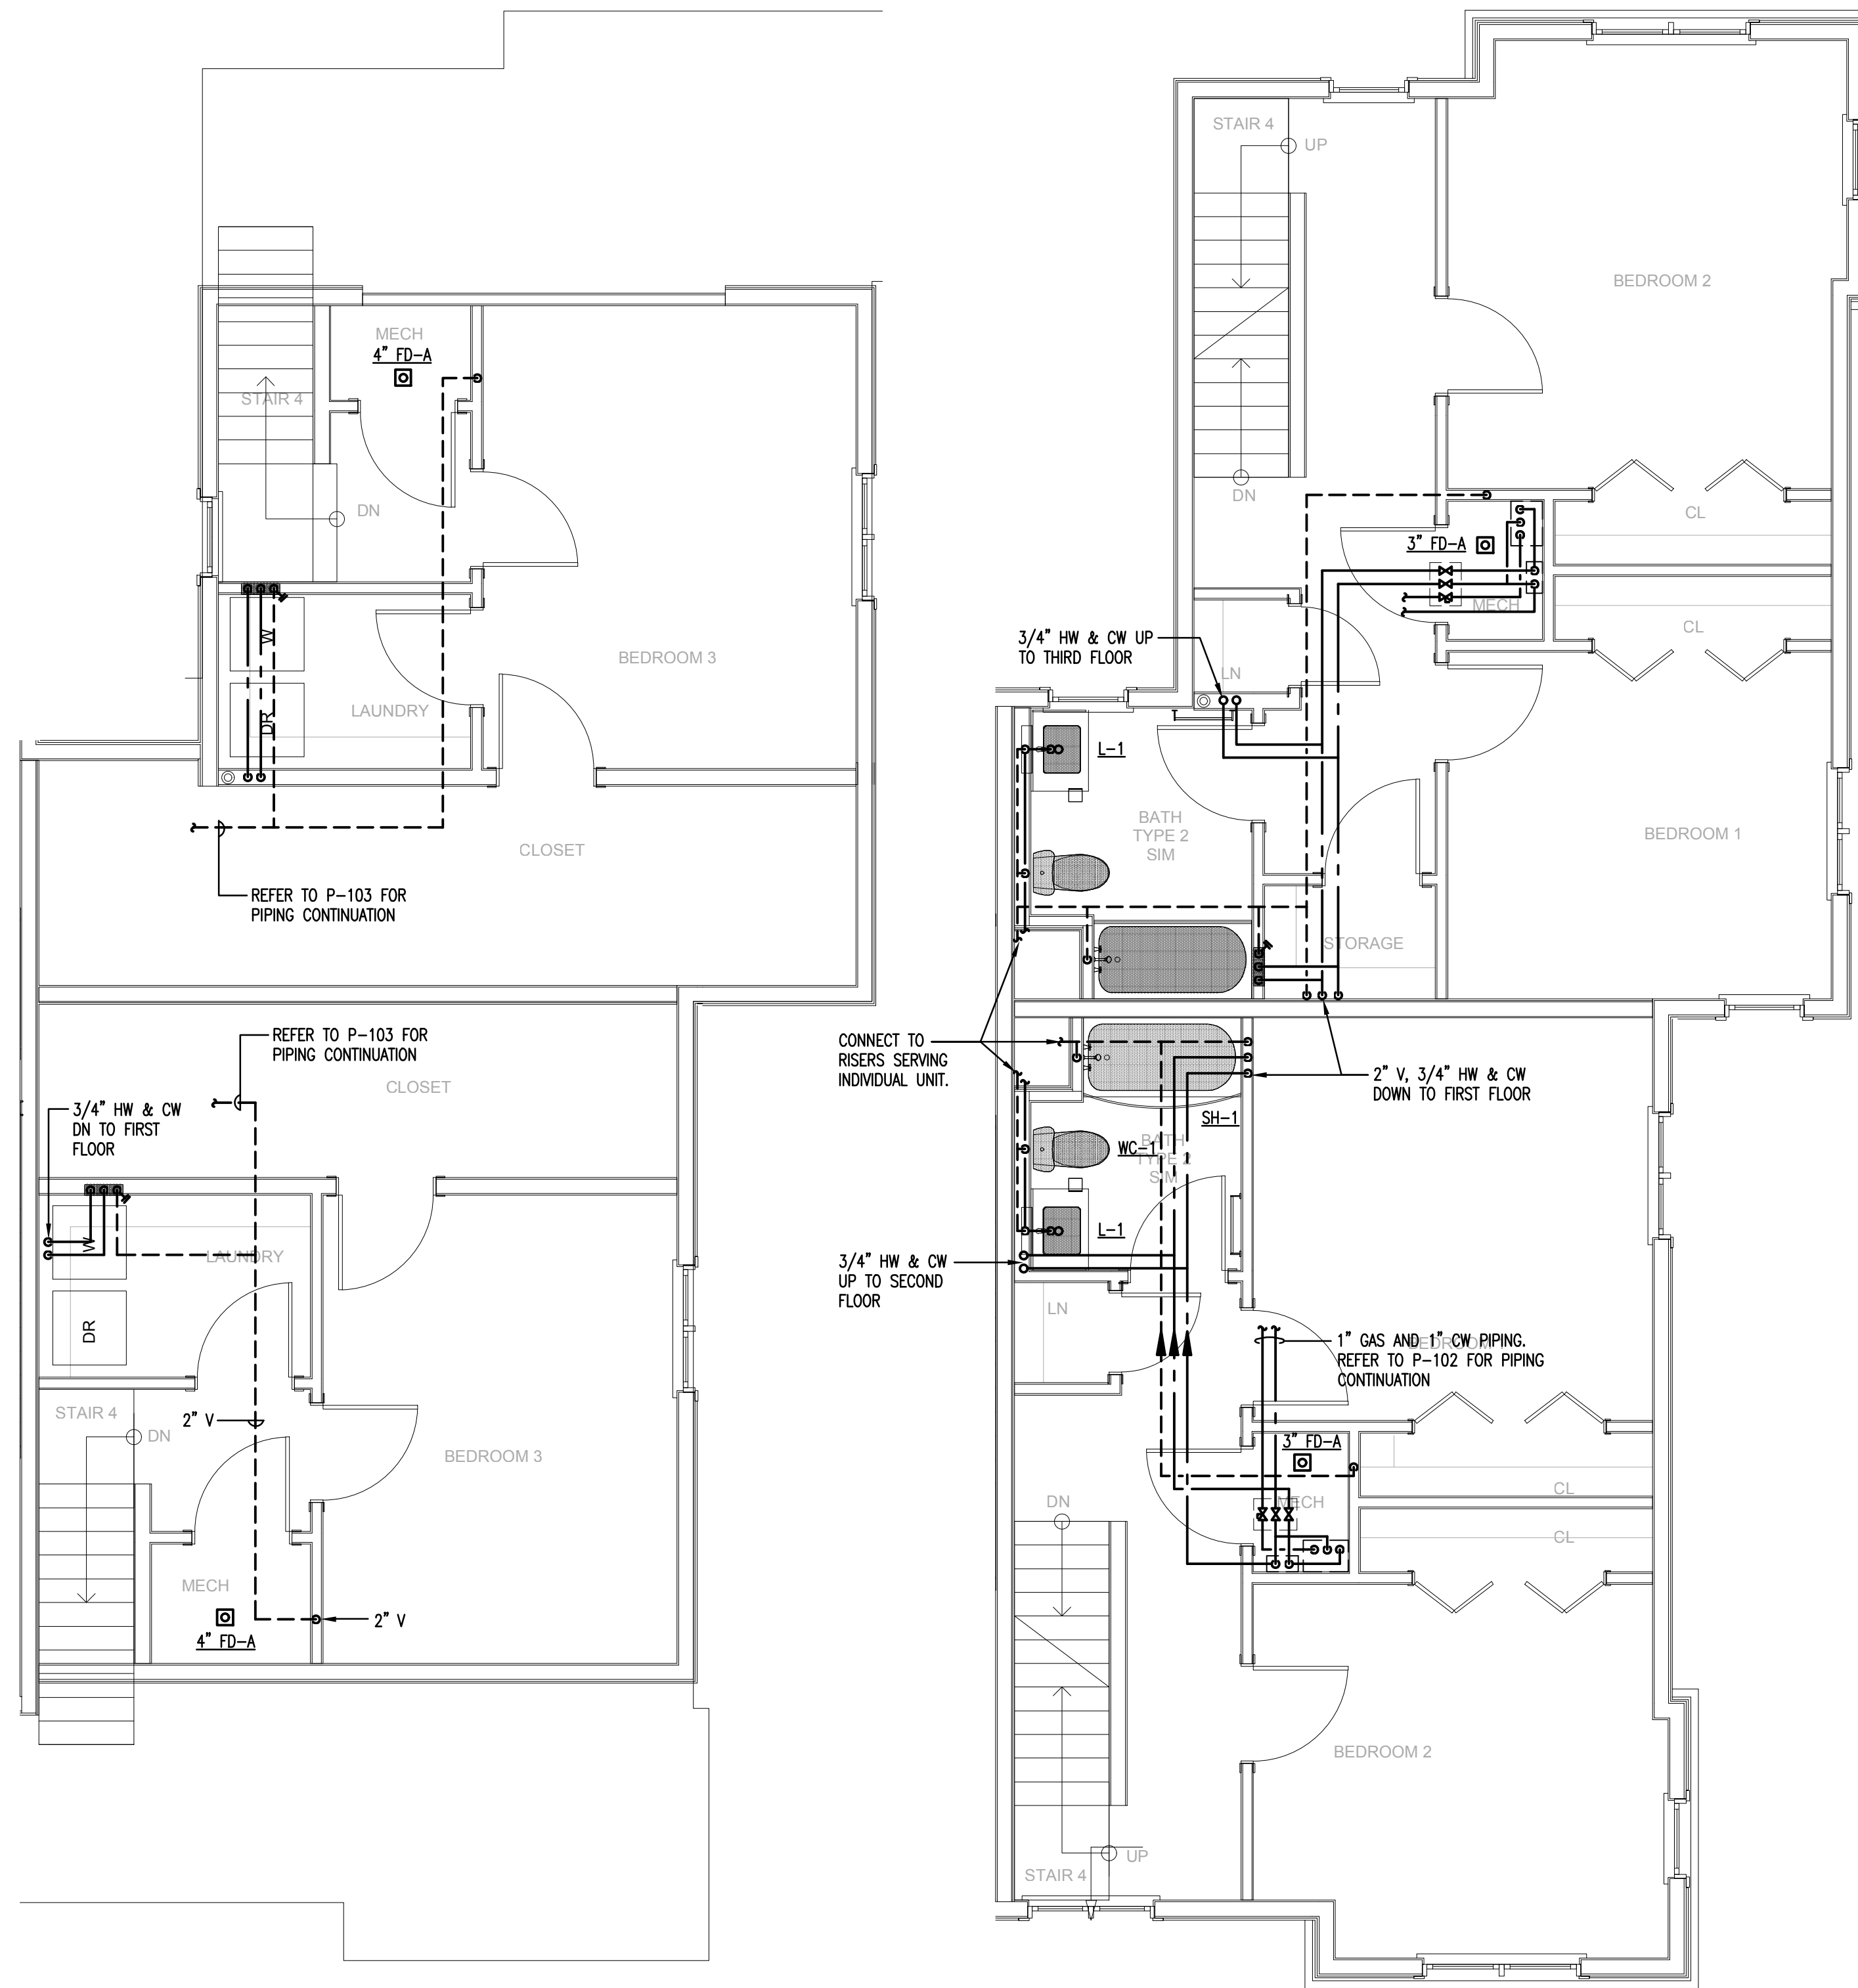 MECH
4" FD-A
STAIR 4
DN
W
DR
LAUNDRY
BEDROOM 3
CLOSET
REFER TO P-103 FOR
PIPING CONTINUATION
REFER TO P-103 FOR
PIPING CONTINUATION
CLOSET
3/4" HW & CW
DN TO FIRST
FLOOR
W
LAUNDRY
DR
STAIR 4
DN
2" V
BEDROOM 3
MECH
4" FD-A
2" V
STAIR 4
UP
BEDROOM 2
DN
CL
3" FD-A
MECH
CL
3/4" HW & CW UP
TO THIRD FLOOR
LN
L-1
BATH
TYPE 2
SIM
BEDROOM 1
STORAGE
CONNECT TO
RISERS SERVING
INDIVIDUAL UNIT.
2" V, 3/4" HW & CW
DOWN TO FIRST FLOOR
SH-1
WC-1
BATH
TYPE 2
SIM
L-1
3/4" HW & CW
UP TO SECOND
FLOOR
LN
1" GAS AND 1" CW PIPING.
REFER TO P-102 FOR PIPING
CONTINUATION
BEDROOM
3" FD-A
CL
MECH
DN
CL
BEDROOM 2
UP
STAIR 4